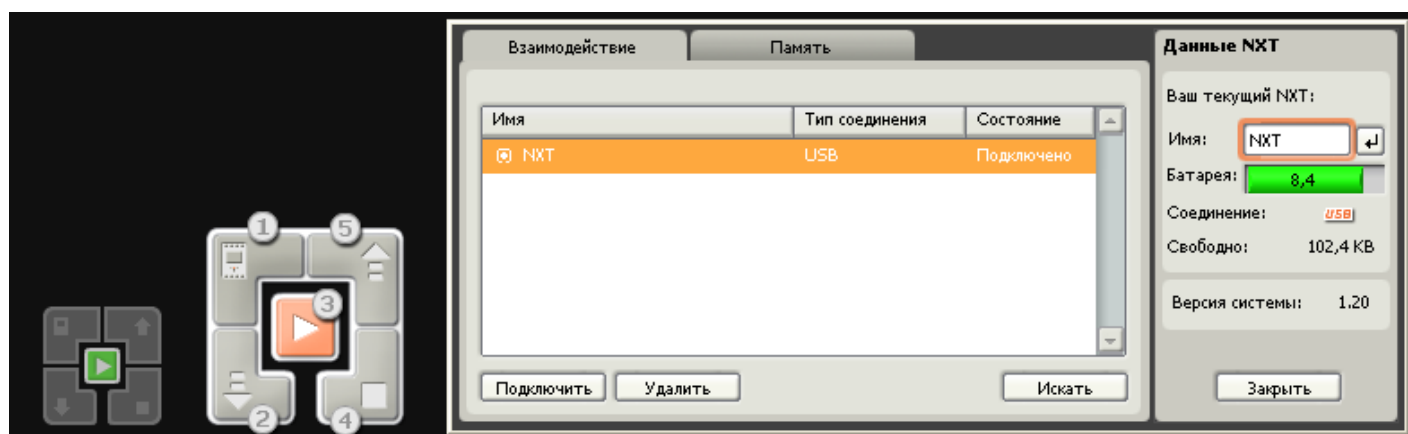 Взаимодействие Память Данные NXT
Ваш текущий NXT:
Имя Тип соединения Состояние
Имя: NXT
NXT USB Подключено
Батарея: 8,4
Соединение: USB
Свободно: 102,4 KB
Версия системы: 1.20
Подключить Удалить Искать Закрыть
1 5
3
2 4